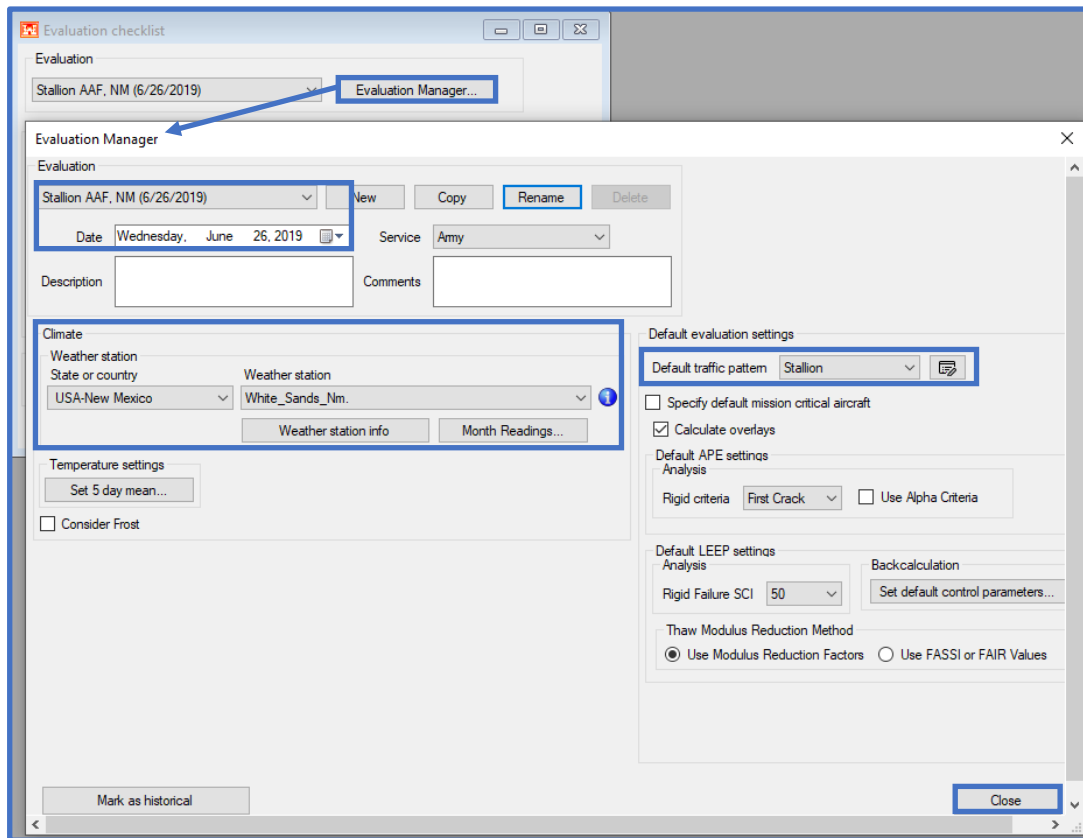 Evaluation checklist
Evaluation
Stallion AAF, NM (6/26/2019)
Evaluation Manager...
Evaluation Manager
Evaluation
Stallion AAF, NM (6/26/2019)
New
Copy
Rename
Delete
Date
Wednesday, June 26, 2019
Service
Army
Description
Comments
Climate
Weather station
State or country
Weather station
USA-New Mexico
White_Sands_Nm.
Weather station info
Month Readings...
Temperature settings
Set 5 day mean...
Consider Frost
Default evaluation settings
Default traffic pattern
Stallion
Specify default mission critical aircraft
Calculate overlays
Default APE settings
Analysis
Rigid criteria
First Crack
Use Alpha Criteria
Default LEEP settings
Analysis
Rigid Failure SCI
50
Backcalculation
Set default control parameters...
Thaw Modulus Reduction Method
Use Modulus Reduction Factors
Use FASSI or FAIR Values
Mark as historical
Close